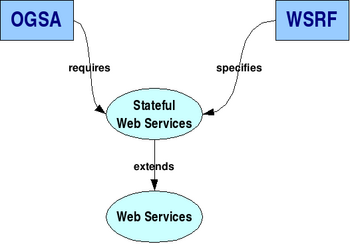 OGSA
WSRF
requires
specifies
Stateful
Web Services
extends
Web Services